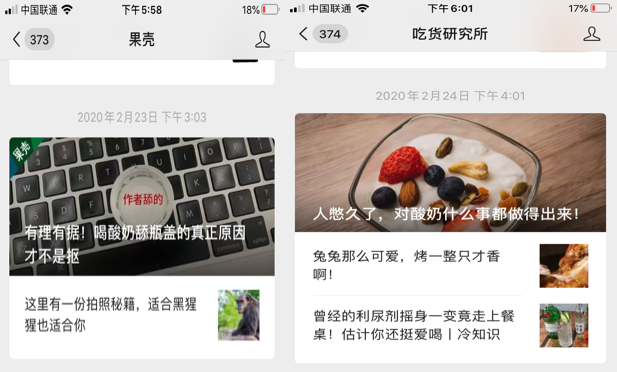 中国联通
下午5:58
18%
373
果壳
2020年2月23日 下午3:03
果壳
作者舔的
有理有据！喝酸奶舔瓶盖的真正原因
才不是抠
这里有一份拍照秘籍，适合黑猩
猩也适合你
中国联通
下午6:01
17%
374
吃货研究所
2020年2月24日 下午4:01
人憋久了，对酸奶什么事都做得出来！
兔兔那么可爱，烤一整只才香
啊！
曾经的利尿剂摇身一变竟走上餐
桌！估计你还挺爱喝丨冷知识